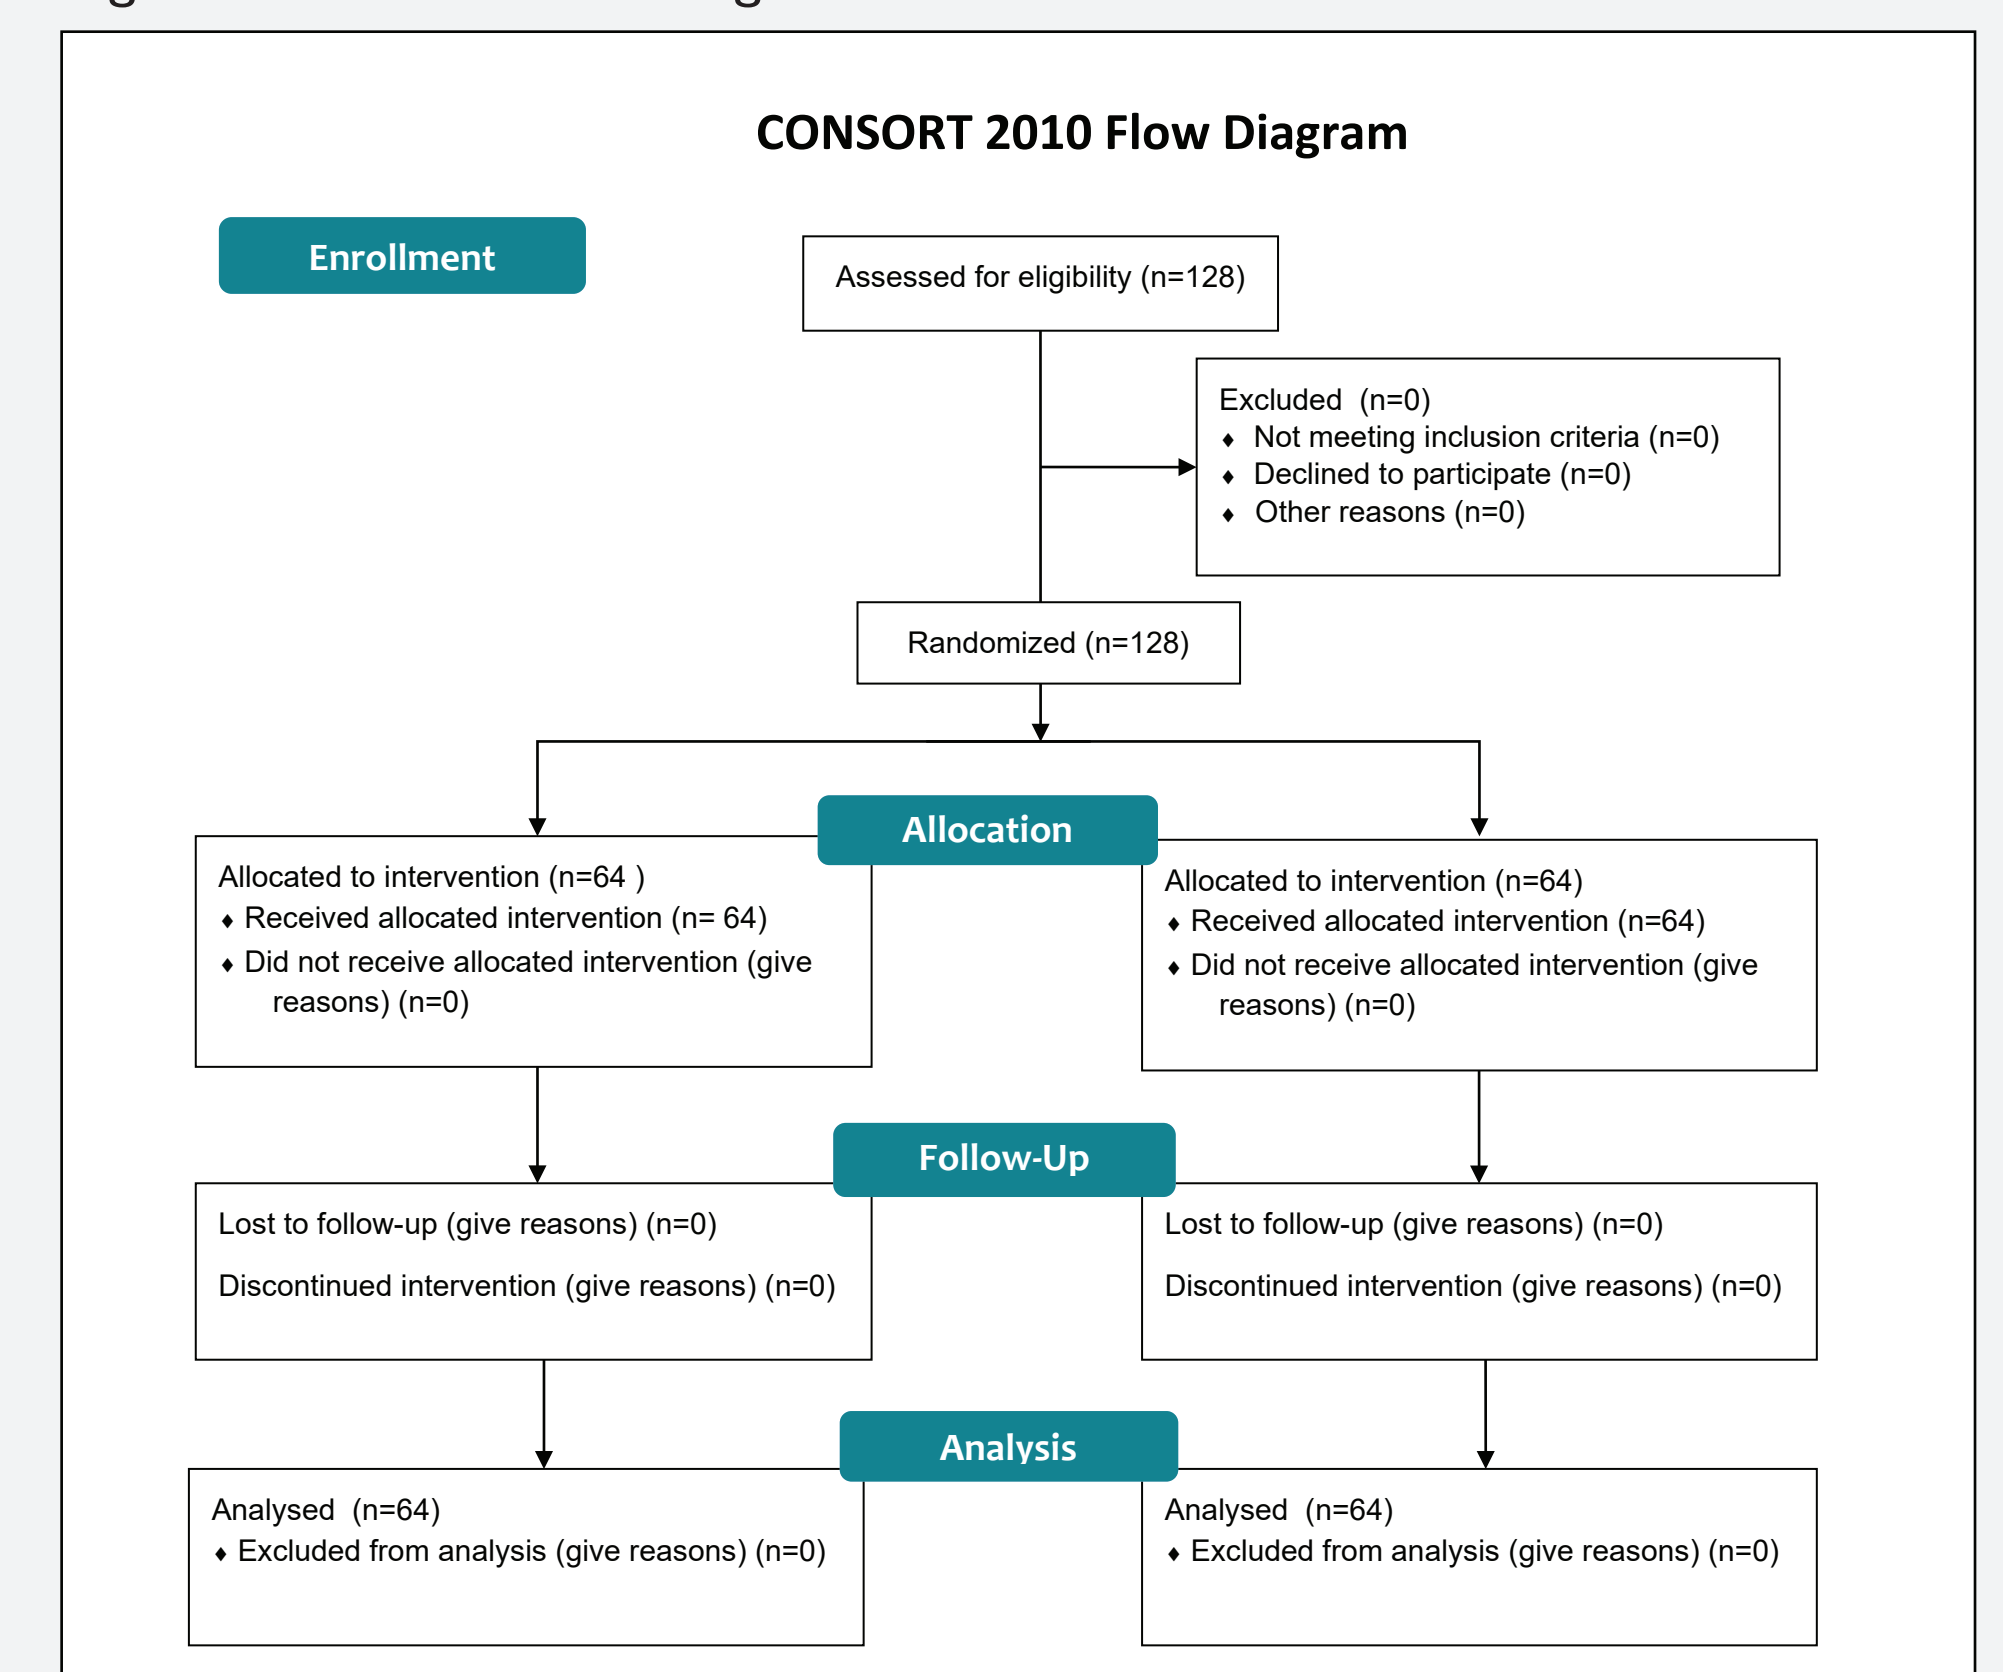 CONSORT 2010 Flow Diagram
Enrollment
Assessed for eligibility (n=128)
Excluded (n=0)
♦ Not meeting inclusion criteria (n=0)
♦ Declined to participate (n=0)
♦ Other reasons (n=0)
Randomized (n=128)
Allocation
Allocated to intervention (n=64 )
♦ Received allocated intervention (n= 64)
♦ Did not receive allocated intervention (give
reasons) (n=0)
Allocated to intervention (n=64)
♦ Received allocated intervention (n=64)
♦ Did not receive allocated intervention (give
reasons) (n=0)
Follow-Up
Lost to follow-up (give reasons) (n=0)
Discontinued intervention (give reasons) (n=0)
Lost to follow-up (give reasons) (n=0)
Discontinued intervention (give reasons) (n=0)
Analysis
Analysed (n=64)
♦ Excluded from analysis (give reasons) (n=0)
Analysed (n=64)
♦ Excluded from analysis (give reasons) (n=0)